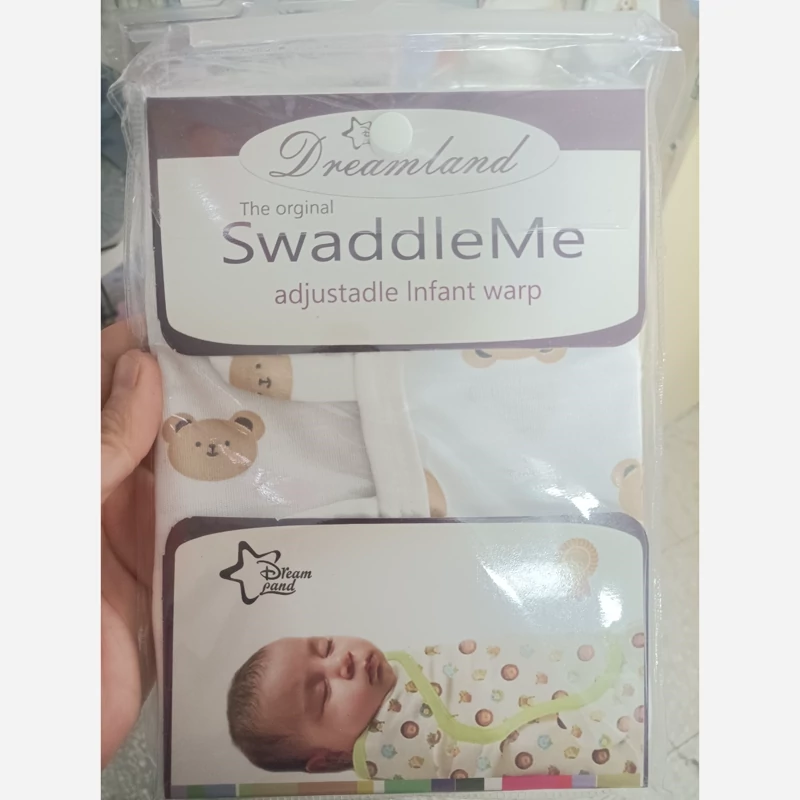 Dreamland
The orginal
SwaddleMe
adjustadle Infant warp
Dream
land